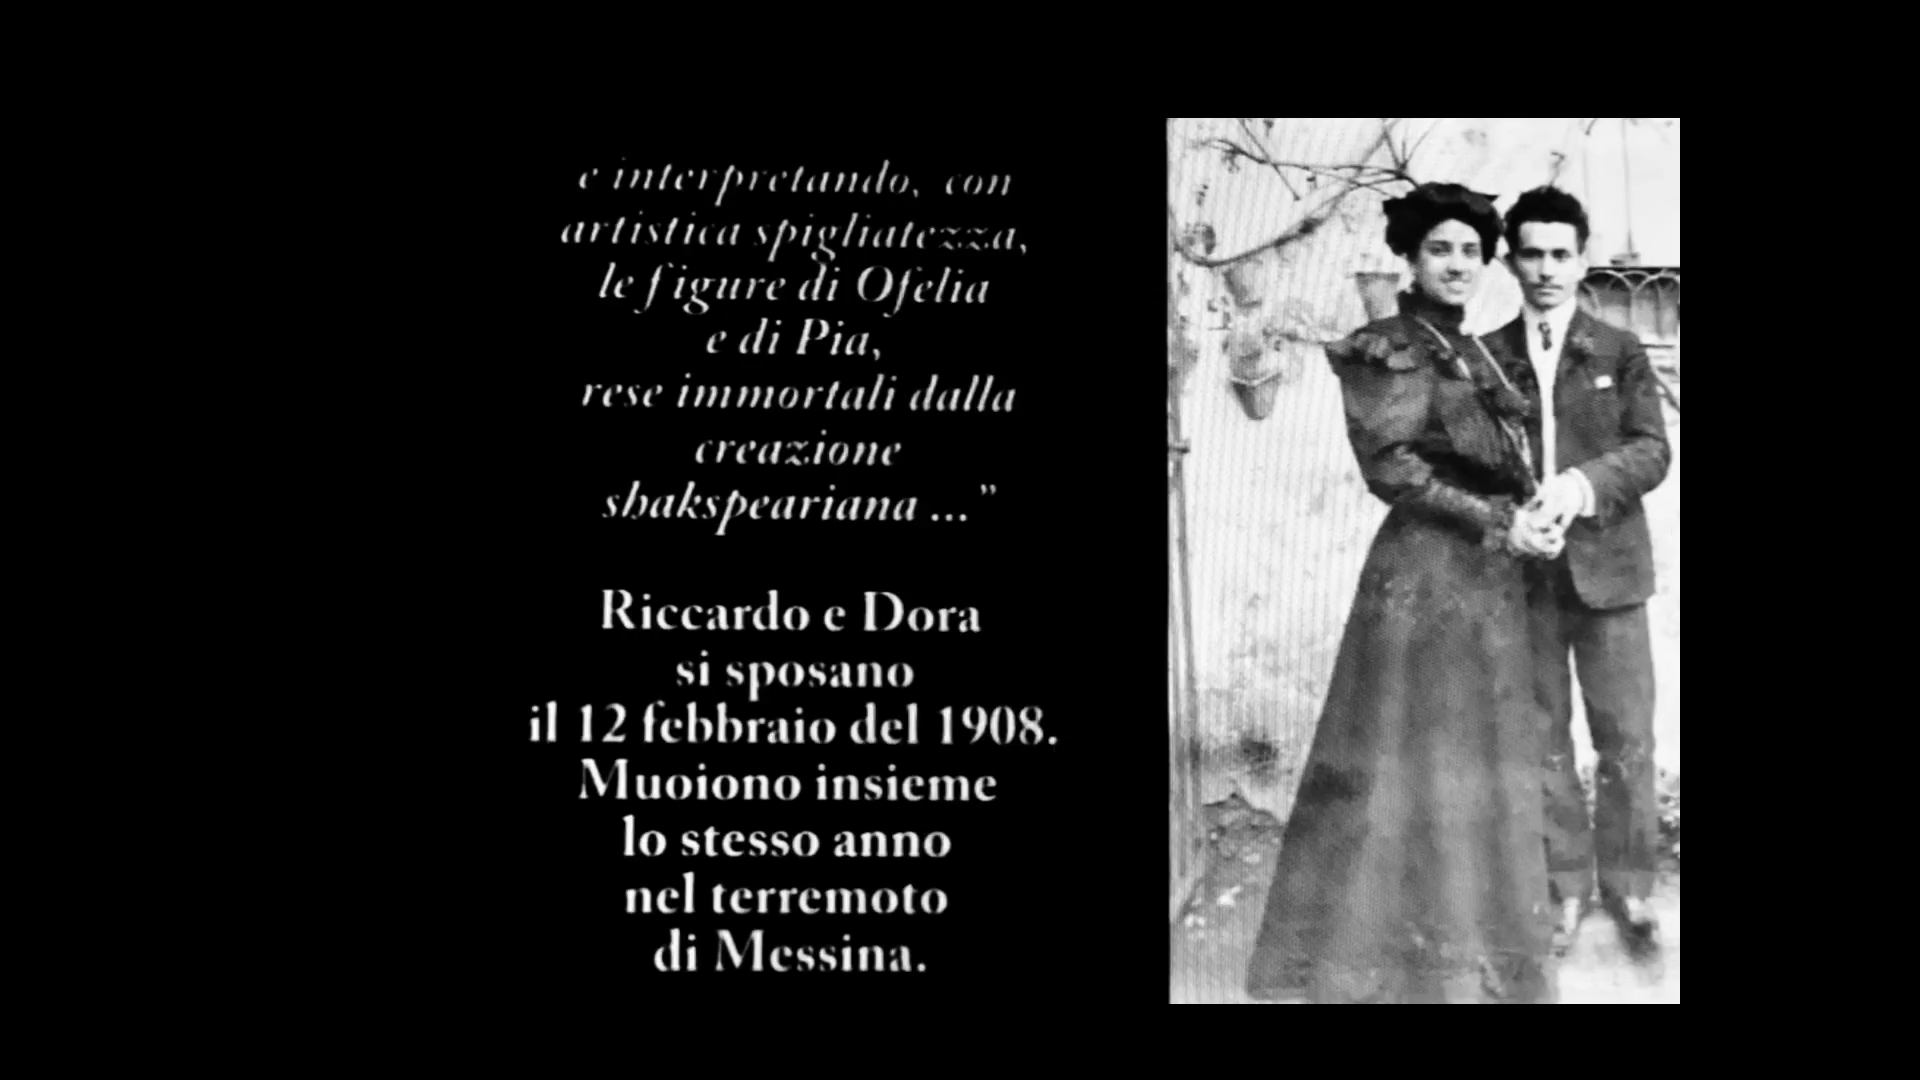 e interpretando, con
artistica spigliatezza,
le figure di Ofelia
e di Pia,
rese immortali dalla
creazione
shakspeariana ..."
Riccardo e Dora
si sposano
il 12 febbraio del 1908.
Muoiono insieme
lo stesso anno
nel terremoto
di Messina.